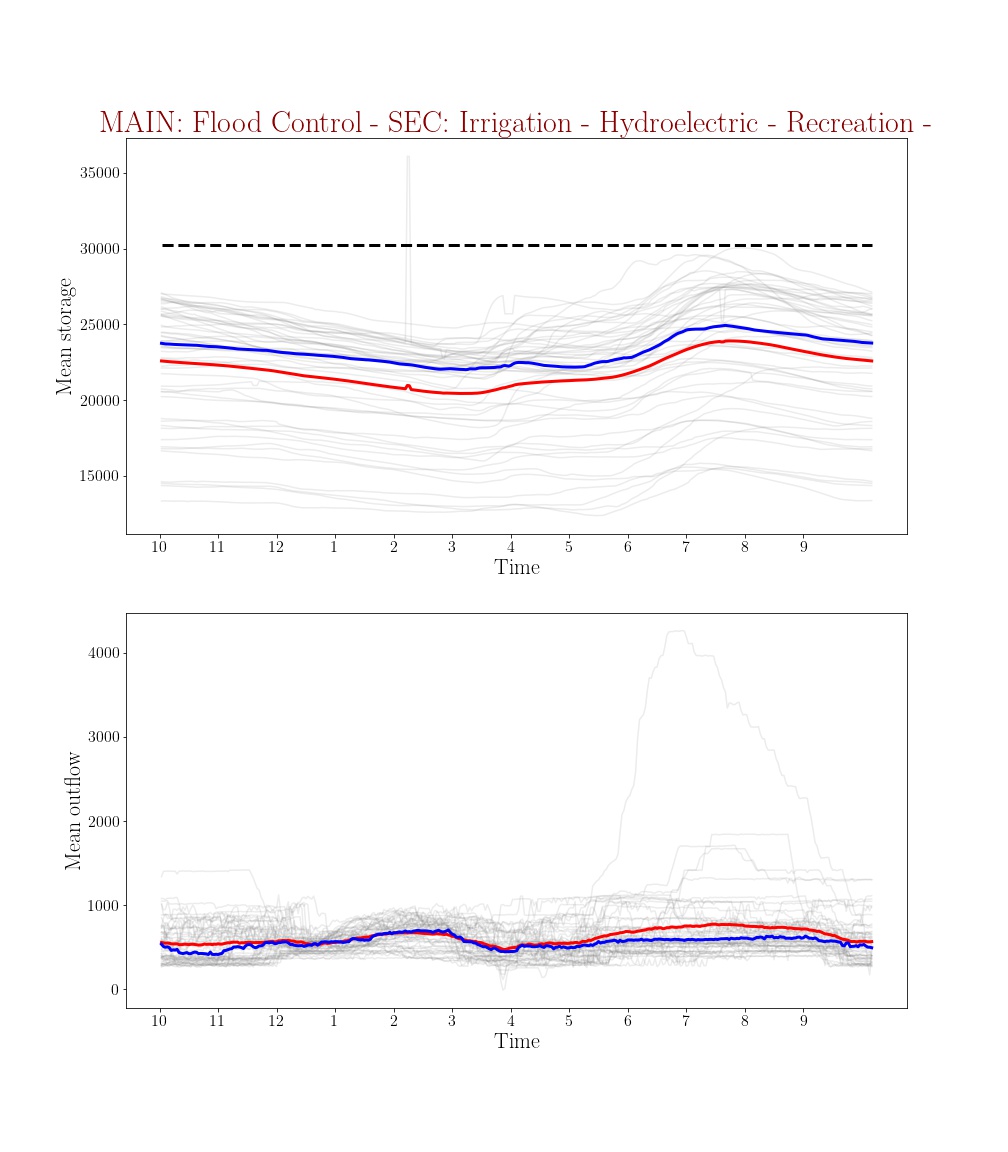 MAIN: Flood Control - SEC: Irrigation - Hydroelectric - Recreation -
35000
30000
25000
20000
15000
Mean storage
10 11 12 1 2 3 4 5 6 7 8 9
Time
4000
3000
2000
1000
0
Mean outflow
10 11 12 1 2 3 4 5 6 7 8 9
Time